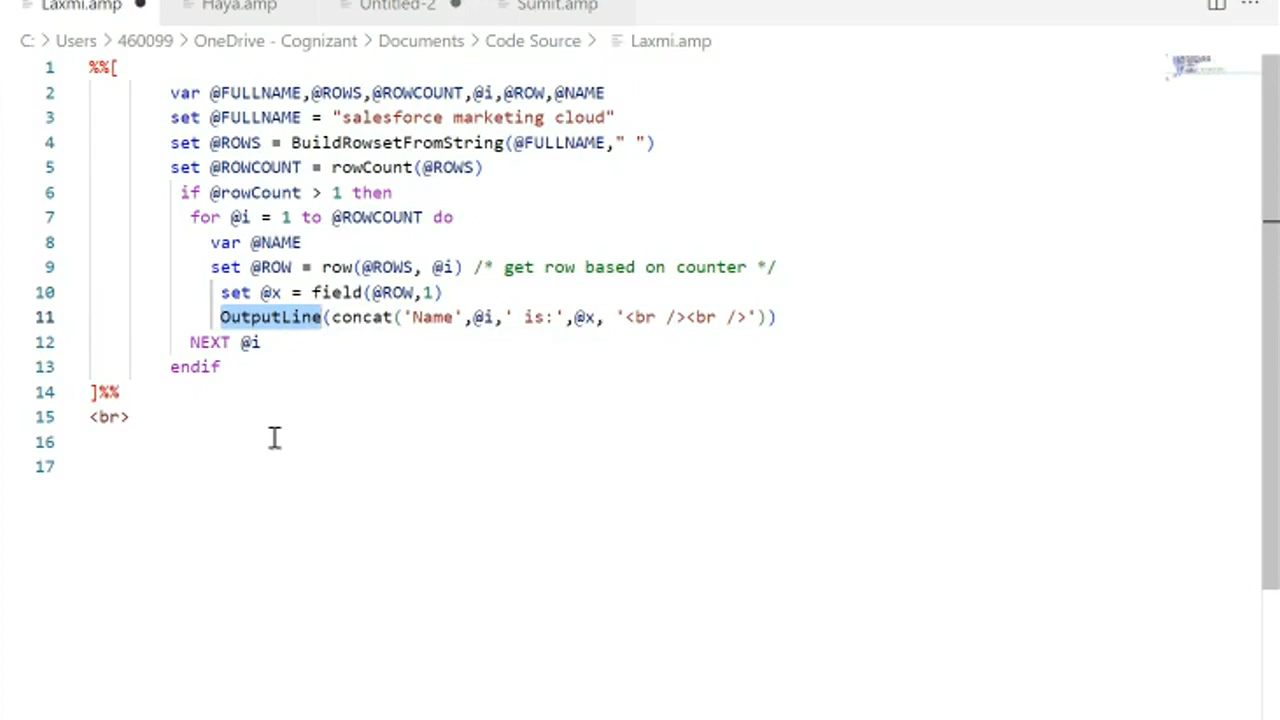 Laxmi.amp Haya.amp Untitled-2 Sumit.amp
C: > Users > 460099 > OneDrive - Cognizant > Documents > Code Source > Laxmi.amp
1 %%[
2 var @FULLNAME,@ROWS,@ROWCOUNT,@i,@ROW,@NAME
3 set @FULLNAME = "salesforce marketing cloud"
4 set @ROWS = BuildRowsetFromString(@FULLNAME," ")
5 set @ROWCOUNT = rowCount(@ROWS)
6 if @rowCount > 1 then
7 for @i = 1 to @ROWCOUNT do
8 var @NAME
9 set @ROW = row(@ROWS, @i) /* get row based on counter */
10 set @x = field(@ROW,1)
11 OutputLine(concat('Name',@i,' is:',@x, '<br /><br />'))
12 NEXT @i
13 endif
14 ]%%
15 <br>
16
17